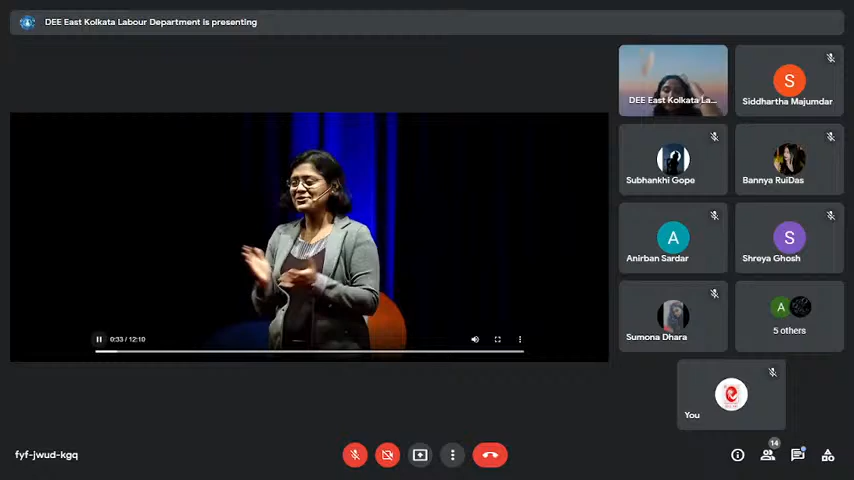 DEE East Kolkata Labour Department is presenting
DEE East Kolkata La...
Siddhartha Majumdar
S
Subhankhi Gope
Bannya RuiDas
A
Anirban Sardar
S
Shreya Ghosh
Sumona Dhara
A
5 others
You
0:33 / 12:10
fyf-jwud-kgq
14